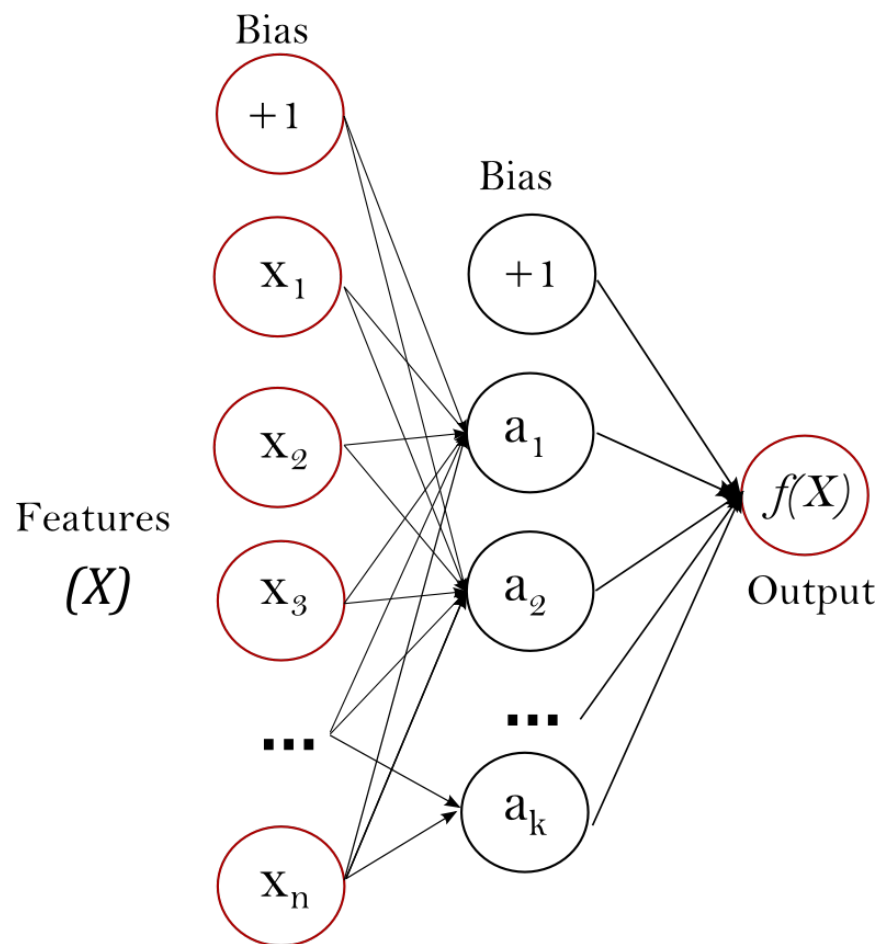 Bias
+1
Bias
x₁
+1
x₂
a₁
f(X)
Features
(X)
x₃
a₂
Output
...
...
aₖ
xₙ